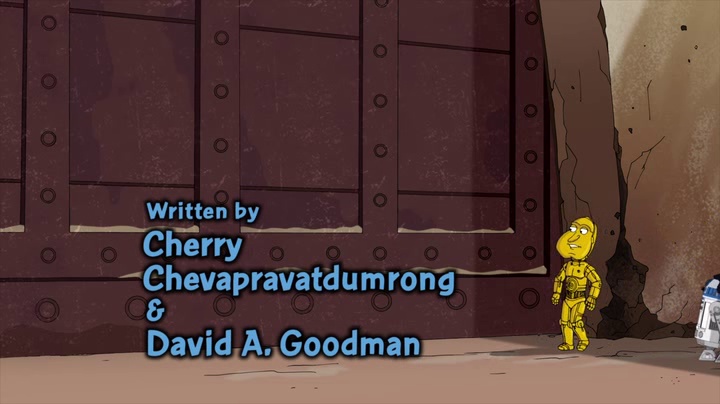 Written by
Cherry
Chevapravatdumrong
&
David A. Goodman